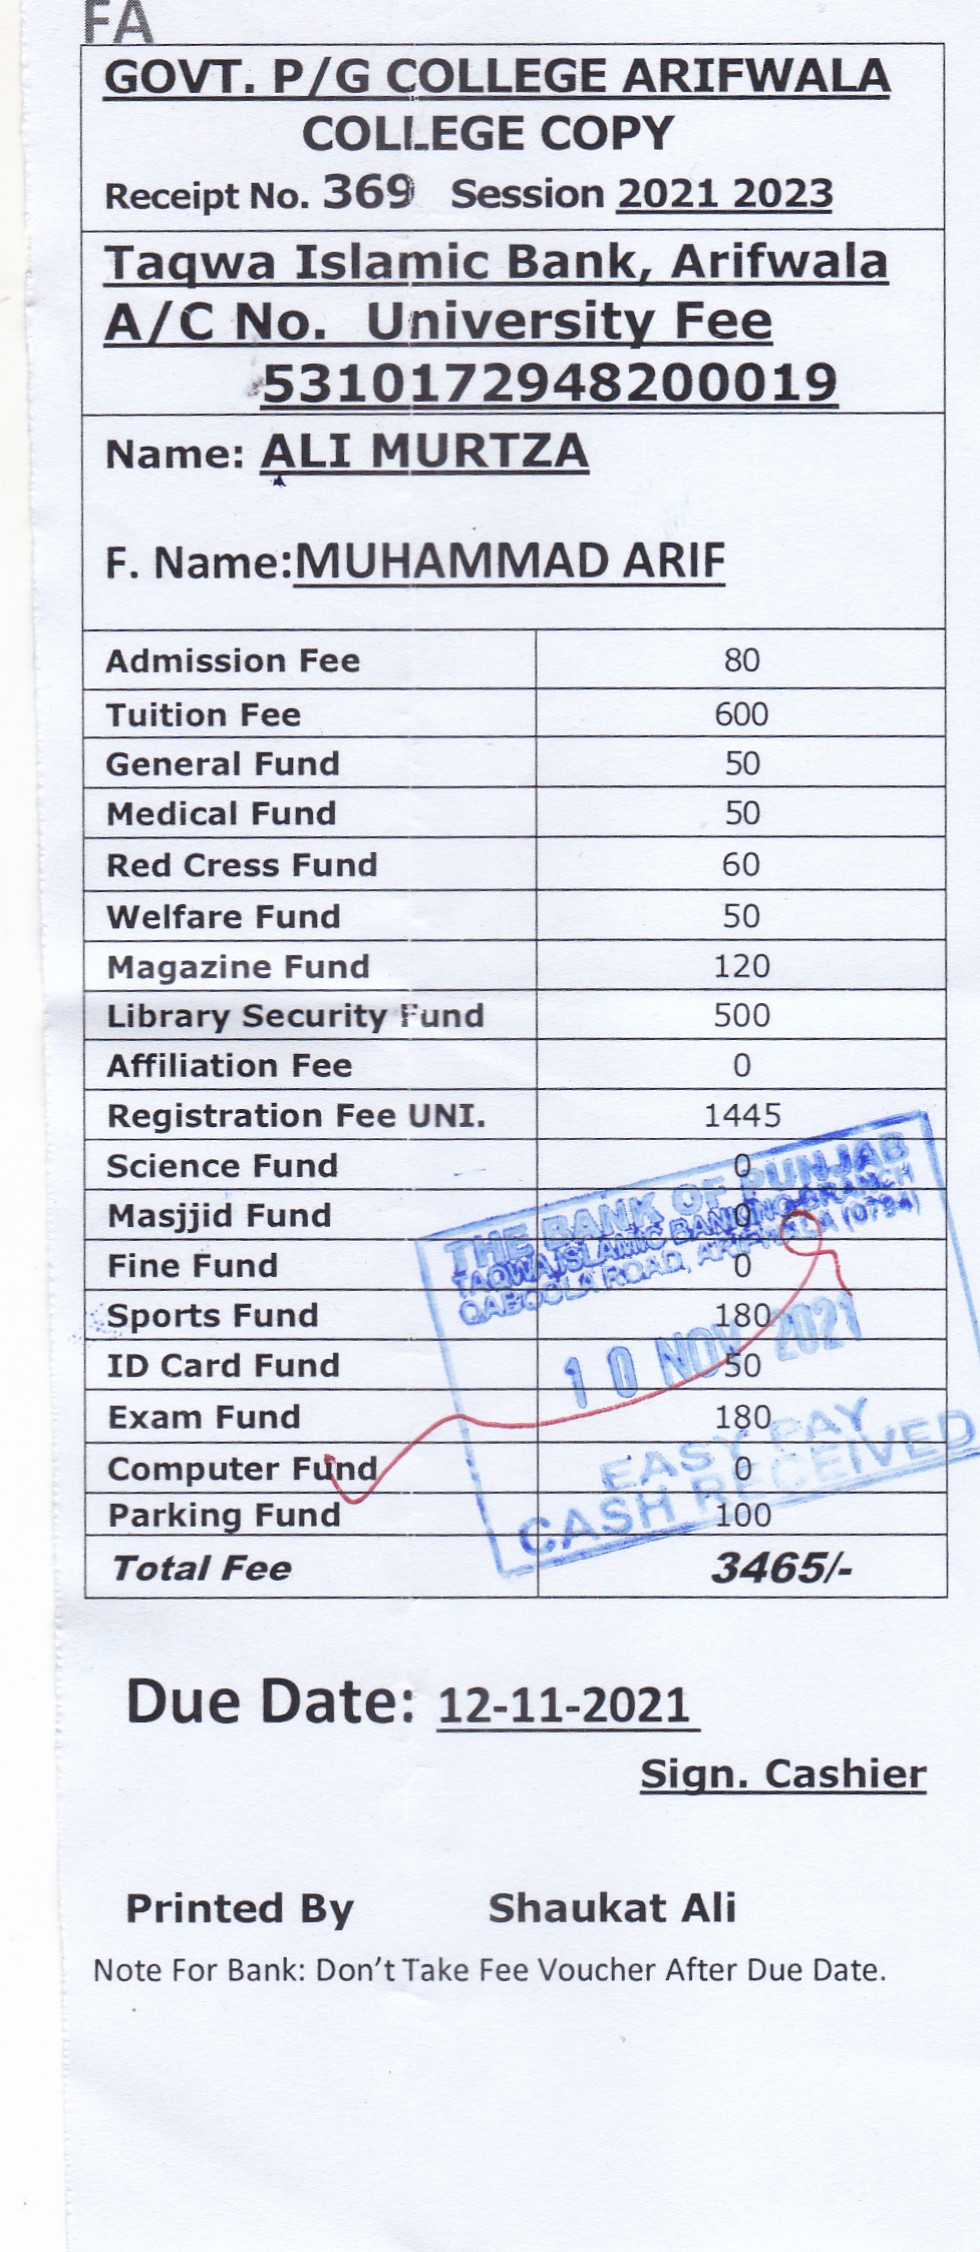 FA
GOVT. P/G COLLEGE ARIFWALA
COLLEGE COPY
Receipt No. 369 Session 2021 2023
Taqwa Islamic Bank, Arifwala
A/C No. University Fee
5310172948200019
Name: ALI MURTZA
F. Name:MUHAMMAD ARIF
Admission Fee 80
Tuition Fee 600
General Fund 50
Medical Fund 50
Red Cress Fund 60
Welfare Fund 50
Magazine Fund 120
Library Security Fund 500
Affiliation Fee 0
Registration Fee UNI. 1445
Science Fund 0
Masjjid Fund 0
Fine Fund 0
Sports Fund 180
ID Card Fund 50
Exam Fund 180
Computer Fund 0
Parking Fund 100
Total Fee 3465/-
THE BANK OF PUNJAB
TAQWA ISLAMIC BANKING BRANCH
QABOOLA ROAD, ARIFWALA (0794)
10 NOV 2021
EASY PAY
CASH RECEIVED
Due Date: 12-11-2021
Sign. Cashier
Printed By Shaukat Ali
Note For Bank: Don't Take Fee Voucher After Due Date.